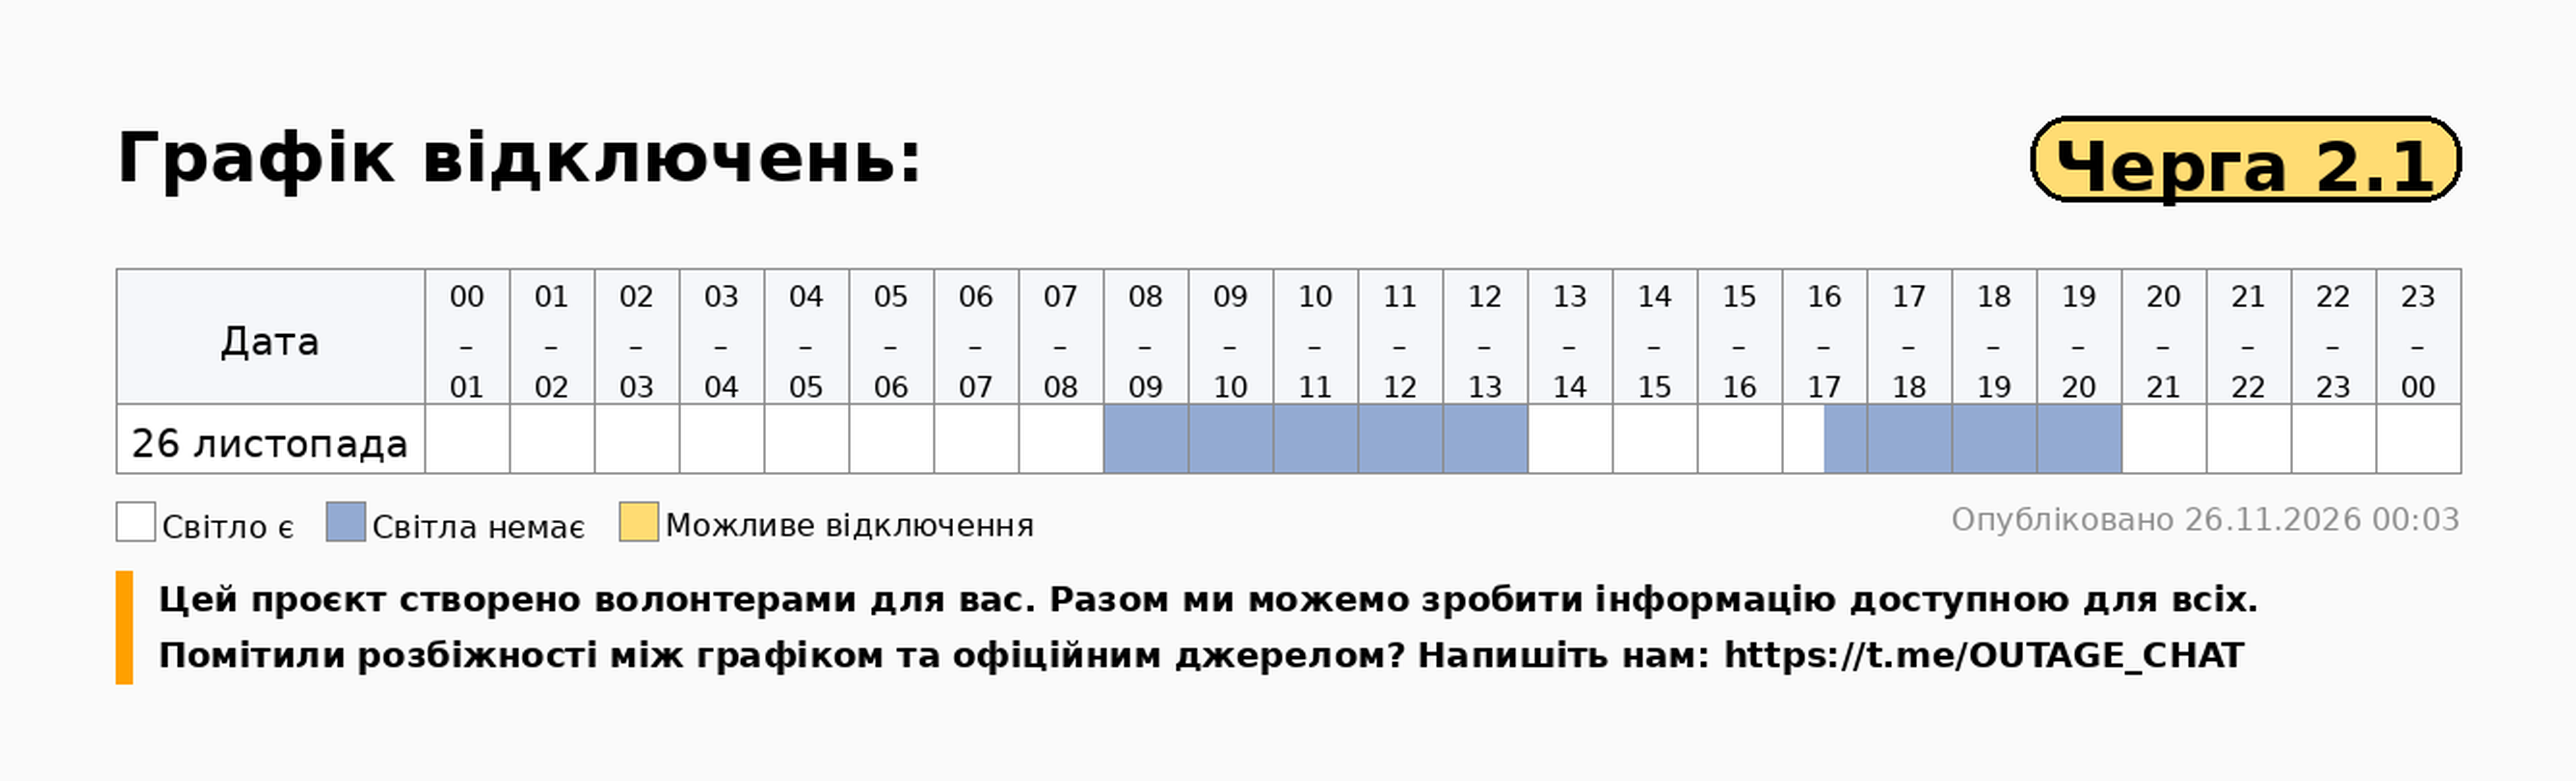 Графік відключень:
Черга 2.1
Дата
00 – 01
01 – 02
02 – 03
03 – 04
04 – 05
05 – 06
06 – 07
07 – 08
08 – 09
09 – 10
10 – 11
11 – 12
12 – 13
13 – 14
14 – 15
15 – 16
16 – 17
17 – 18
18 – 19
19 – 20
20 – 21
21 – 22
22 – 23
23 – 00
26 листопада
Світло є
Світла немає
Можливе відключення
Опубліковано 26.11.2026 00:03
Цей проєкт створено волонтерами для вас. Разом ми можемо зробити інформацію доступною для всіх.
Помітили розбіжності між графіком та офіційним джерелом? Напишіть нам: https://t.me/OUTAGE_CHAT